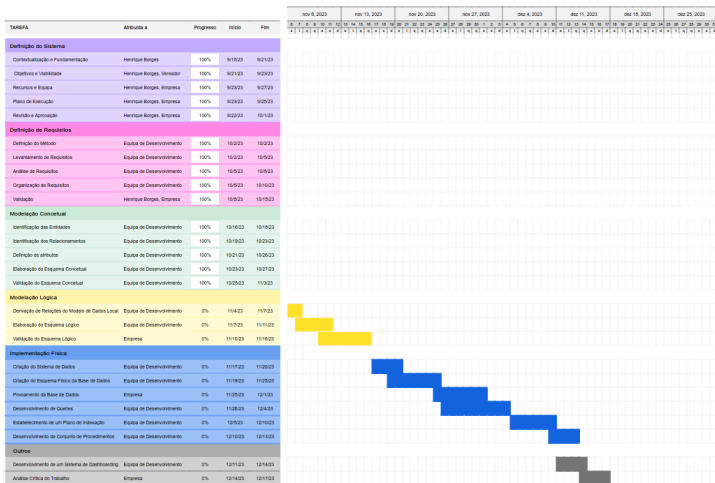 nov 6, 2023 nov 13, 2023 nov 20, 2023 nov 27, 2023 dez 4, 2023 dez 11, 2023 dez 18, 2023 dez 25, 2023
TAREFA Atribuída a Progresso Início Fim
Definição do Sistema
Contextualização e Fundamentação Henrique Borges 100% 9/15/23 9/21/23
Objetivos e Viabilidade Henrique Borges, Vereador 100% 9/21/23 9/23/23
Recursos e Equipa Henrique Borges, Empresa 100% 9/23/23 9/27/23
Plano de Execução Henrique Borges, Empresa 100% 9/23/23 9/25/23
Revisão e Aprovação Henrique Borges, Empresa 100% 9/22/23 10/1/23
Definição de Requisitos
Definição do Método Equipa de Desenvolvimento 100% 10/2/23 10/2/23
Levantamento de Requisitos Equipa de Desenvolvimento 100% 10/2/23 10/5/23
Análise de Requisitos Equipa de Desenvolvimento 100% 10/5/23
Organização de Requisitos Equipa de Desenvolvimento 100% 10/5/23 10/10/23
Validação Henrique Borges, Empresa 100% 10/15/23
Modelação Concetual
Identificação das Entidades Equipa de Desenvolvimento 100% 10/16/23 10/18/23
Identificação dos Relacionamentos Equipa de Desenvolvimento 100% 10/19/23 10/23/23
Definição de atributos Equipa de Desenvolvimento 100% 10/21/23 10/26/23
Elaboração do Esquema Concetual Equipa de Desenvolvimento 100% 10/23/23 10/27/23
Validação do Esquema Concetual Equipa de Desenvolvimento 100% 10/25/23 11/3/23
Modelação Lógica
Derivação de Relações do Modelo de Dados Local Equipa de Desenvolvimento 0% 11/4/23 11/7/23
Elaboração do Esquema Lógico Equipa de Desenvolvimento 0% 11/7/23 11/11/23
Validação do Esquema Lógico Empresa 0% 11/10/23 11/16/23
Implementação Física
Criação do Sistema de Dados Equipa de Desenvolvimento 0% 11/17/23 11/20/23
Criação do Esquema Físico da Base de Dados Equipa de Desenvolvimento 0% 11/19/23 11/25/23
Povoamento da Base de Dados Empresa 0% 11/25/23 12/1/23
Desenvolvimento de Queries Equipa de Desenvolvimento 0% 11/26/23 12/4/23
Estabelecimento de um Plano de Indexação Equipa de Desenvolvimento 0% 12/5/23 12/10/23
Desenvolvimento de Conjunto de Procedimentos Equipa de Desenvolvimento 0% 12/10/23 12/13/23
Outros
Desenvolvimento de um Sistema de Dashboarding Equipa de Desenvolvimento 0% 12/11/23 12/14/23
Análise Crítica do Trabalho Empresa 0% 12/14/23 12/17/23